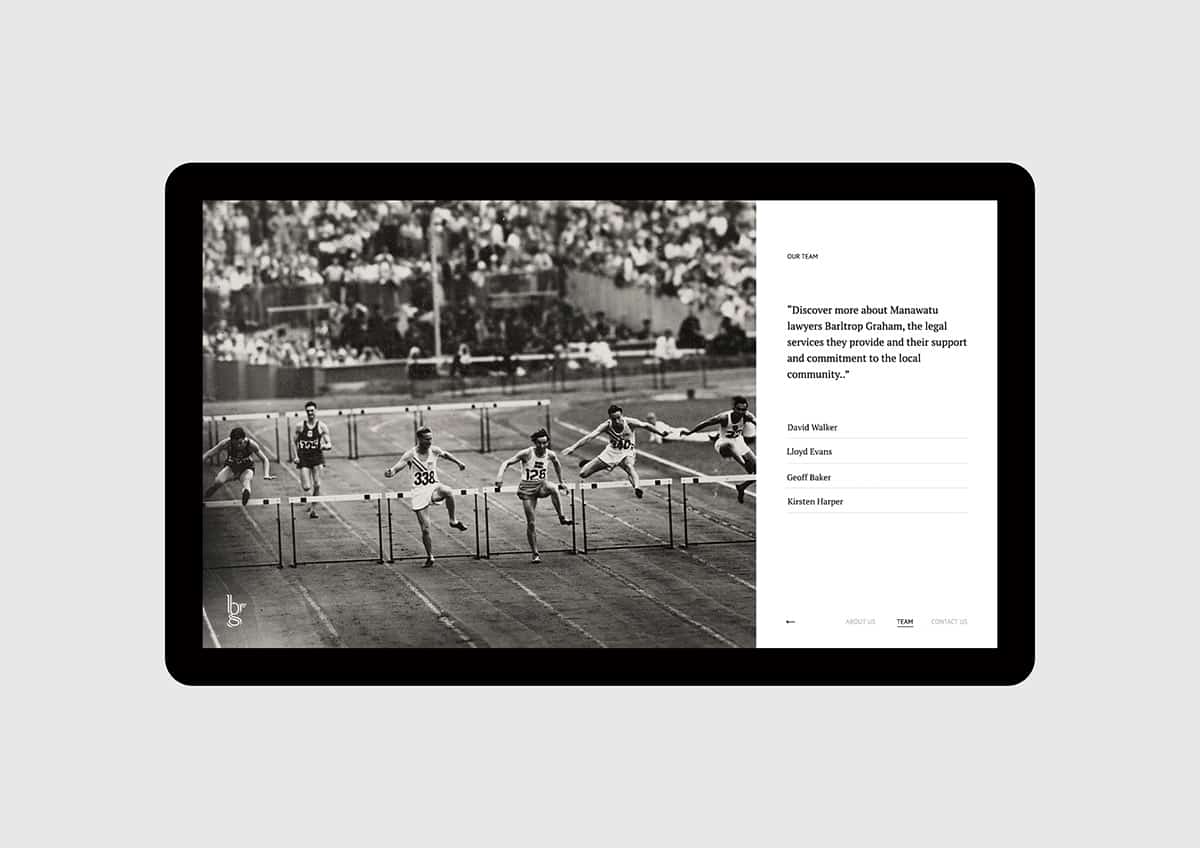 OUR TEAM
“Discover more about Manawatu
lawyers Barltrop Graham, the legal
services they provide and their support
and commitment to the local
community..”
David Walker
Lloyd Evans
Geoff Baker
Kirsten Harper
338
128
bg
ABOUT US TEAM CONTACT US